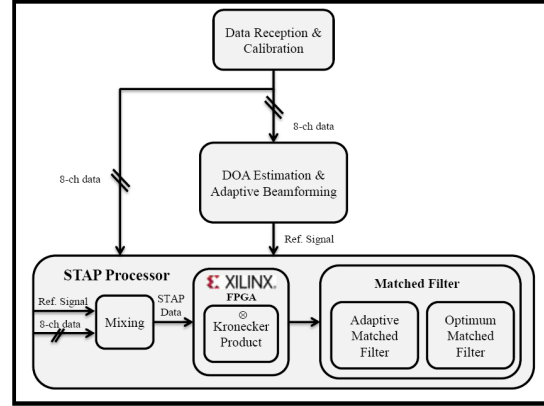 Data Reception &
Calibration
8-ch data
8-ch data
DOA Estimation &
Adaptive Beamforming
Ref. Signal
STAP Processor
Ref. Signal
8-ch data
Mixing
STAP
Data
XILINX.
FPGA
⊗
Kronecker
Product
Matched Filter
Adaptive
Matched
Filter
Optimum
Matched
Filter